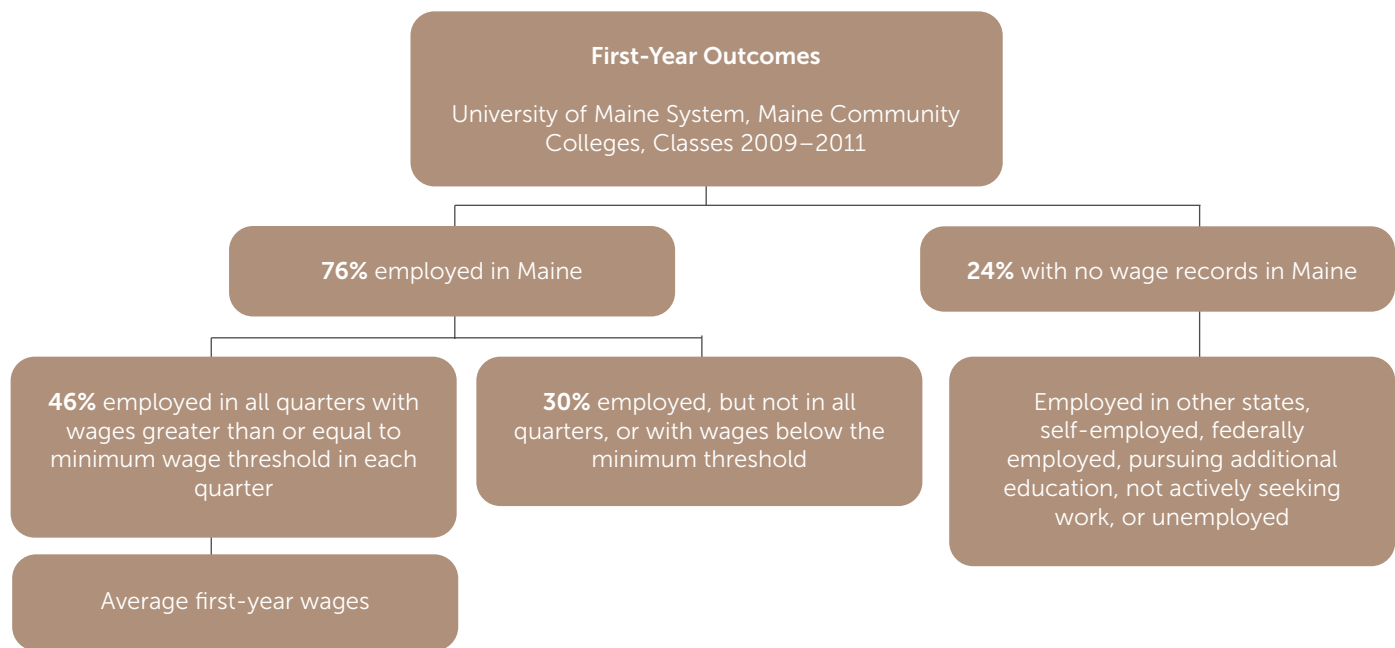 First-Year Outcomes
University of Maine System, Maine Community
Colleges, Classes 2009–2011
76% employed in Maine
24% with no wage records in Maine
46% employed in all quarters with
wages greater than or equal to
minimum wage threshold in each
quarter
30% employed, but not in all
quarters, or with wages below the
minimum threshold
Employed in other states,
self-employed, federally
employed, pursuing additional
education, not actively seeking
work, or unemployed
Average first-year wages